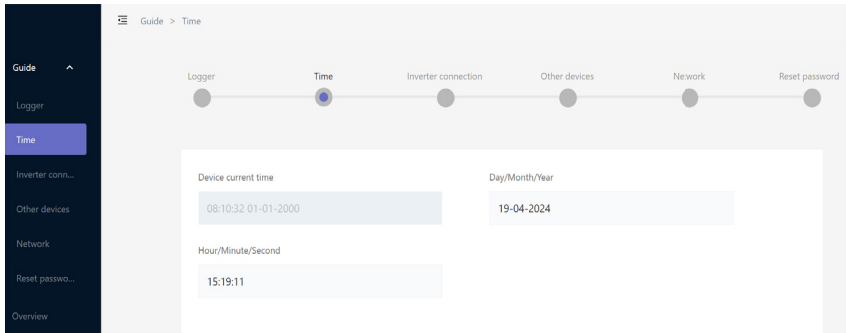 Guide > Time
Guide
Logger
Time
Inverter conn...
Other devices
Network
Reset passwo...
Overview
Logger
Time
Inverter connection
Other devices
Ne:work
Reset password
Device current time
08:10:32 01-01-2000
Day/Month/Year
19-04-2024
Hour/Minute/Second
15:19:11